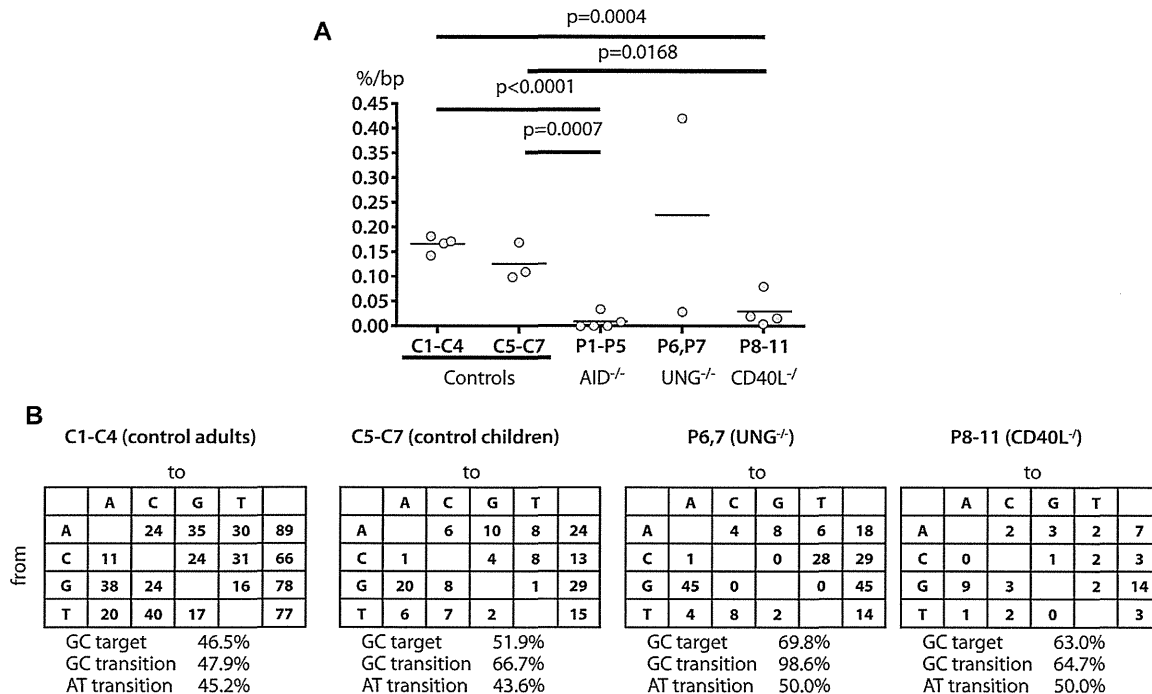 A
p=0.0004
p=0.0168
%/bp
p<0.0001
p=0.0007
0.45
0.40
0.35
0.30
0.25
0.20
0.15
0.10
0.05
0.00
C1-C4 C5-C7 P1-P5 P6,P7 P8-11
Controls AID-/- UNG-/- CD40L-/
B
C1-C4 (control adults)
to
from
A C G T
A 24 35 30 89
C 11 24 31 66
G 38 24 16 78
T 20 40 17 77
GC target 46.5%
GC transition 47.9%
AT transition 45.2%
C5-C7 (control children)
to
A C G T
A 6 10 8 24
C 1 4 8 13
G 20 8 1 29
T 6 7 2 15
GC target 51.9%
GC transition 66.7%
AT transition 43.6%
P6,7 (UNG-/-)
to
A C G T
A 4 8 6 18
C 1 0 28 29
G 45 0 0 45
T 4 8 2 14
GC target 69.8%
GC transition 98.6%
AT transition 50.0%
P8-11 (CD40L-/)
to
A C G T
A 2 3 2 7
C 0 1 2 3
G 9 3 2 14
T 1 2 0 3
GC target 63.0%
GC transition 64.7%
AT transition 50.0%